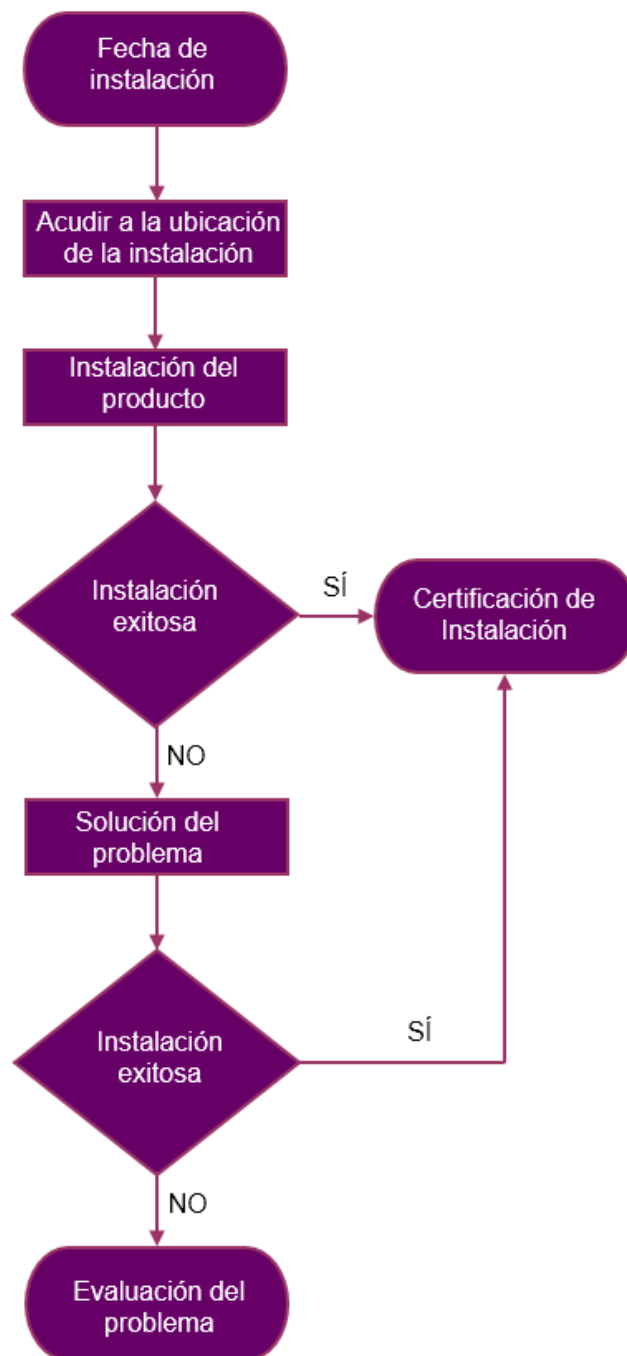 Fecha de
instalación
Acudir a la ubicación
de la instalación
Instalación del
producto
Instalación
exitosa
SÍ
Certificación de
Instalación
NO
Solución del
problema
Instalación
exitosa
SÍ
NO
Evaluación del
problema